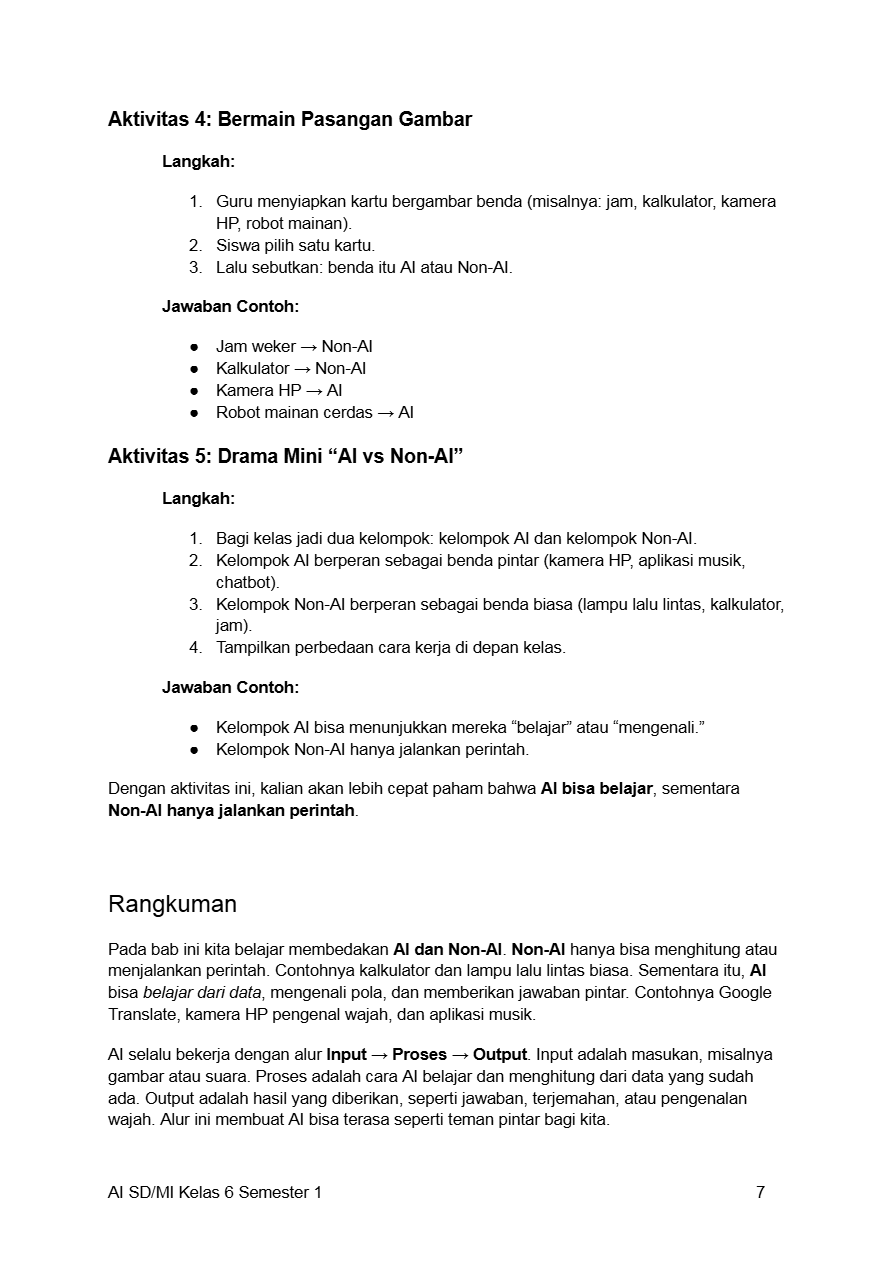 Aktivitas 4: Bermain Pasangan Gambar
Langkah:
1. Guru menyiapkan kartu bergambar benda (misalnya: jam, kalkulator, kamera
HP, robot mainan).
2. Siswa pilih satu kartu.
3. Lalu sebutkan: benda itu AI atau Non-AI.
Jawaban Contoh:
● Jam weker → Non-AI
● Kalkulator → Non-AI
● Kamera HP → AI
● Robot mainan cerdas → AI
Aktivitas 5: Drama Mini “AI vs Non-AI”
Langkah:
1. Bagi kelas jadi dua kelompok: kelompok AI dan kelompok Non-AI.
2. Kelompok AI berperan sebagai benda pintar (kamera HP, aplikasi musik,
chatbot).
3. Kelompok Non-AI berperan sebagai benda biasa (lampu lalu lintas, kalkulator,
jam).
4. Tampilkan perbedaan cara kerja di depan kelas.
Jawaban Contoh:
● Kelompok AI bisa menunjukkan mereka “belajar” atau “mengenali.”
● Kelompok Non-AI hanya jalankan perintah.
Dengan aktivitas ini, kalian akan lebih cepat paham bahwa AI bisa belajar, sementara
Non-AI hanya jalankan perintah.
Rangkuman
Pada bab ini kita belajar membedakan AI dan Non-AI. Non-AI hanya bisa menghitung atau
menjalankan perintah. Contohnya kalkulator dan lampu lalu lintas biasa. Sementara itu, AI
bisa belajar dari data, mengenali pola, dan memberikan jawaban pintar. Contohnya Google
Translate, kamera HP pengenal wajah, dan aplikasi musik.
AI selalu bekerja dengan alur Input → Proses → Output. Input adalah masukan, misalnya
gambar atau suara. Proses adalah cara AI belajar dan menghitung dari data yang sudah
ada. Output adalah hasil yang diberikan, seperti jawaban, terjemahan, atau pengenalan
wajah. Alur ini membuat AI bisa terasa seperti teman pintar bagi kita.
AI SD/MI Kelas 6 Semester 1 7